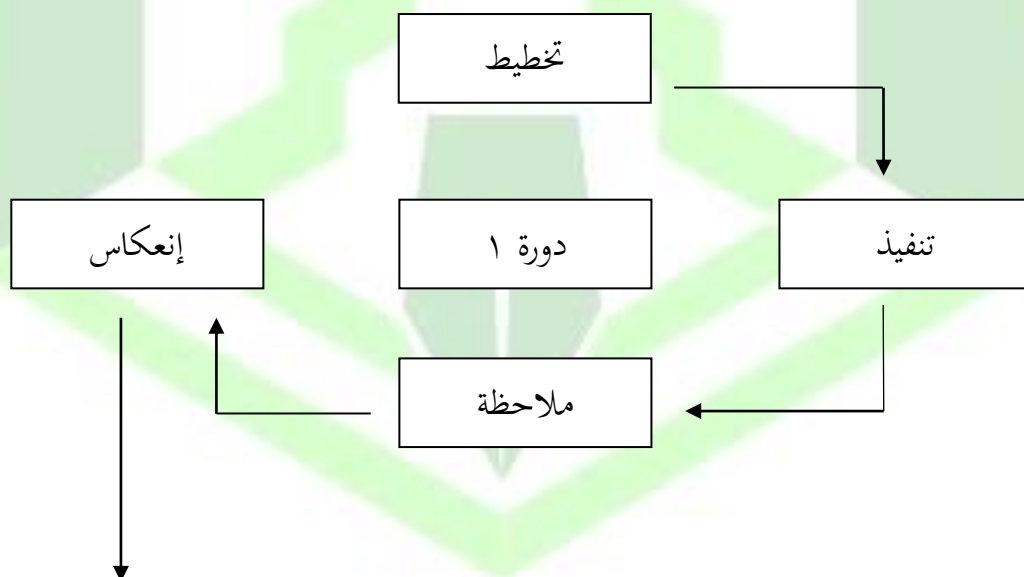 تخطيط
تنفيذ
دورة ١
إنعكاس
ملاحظة